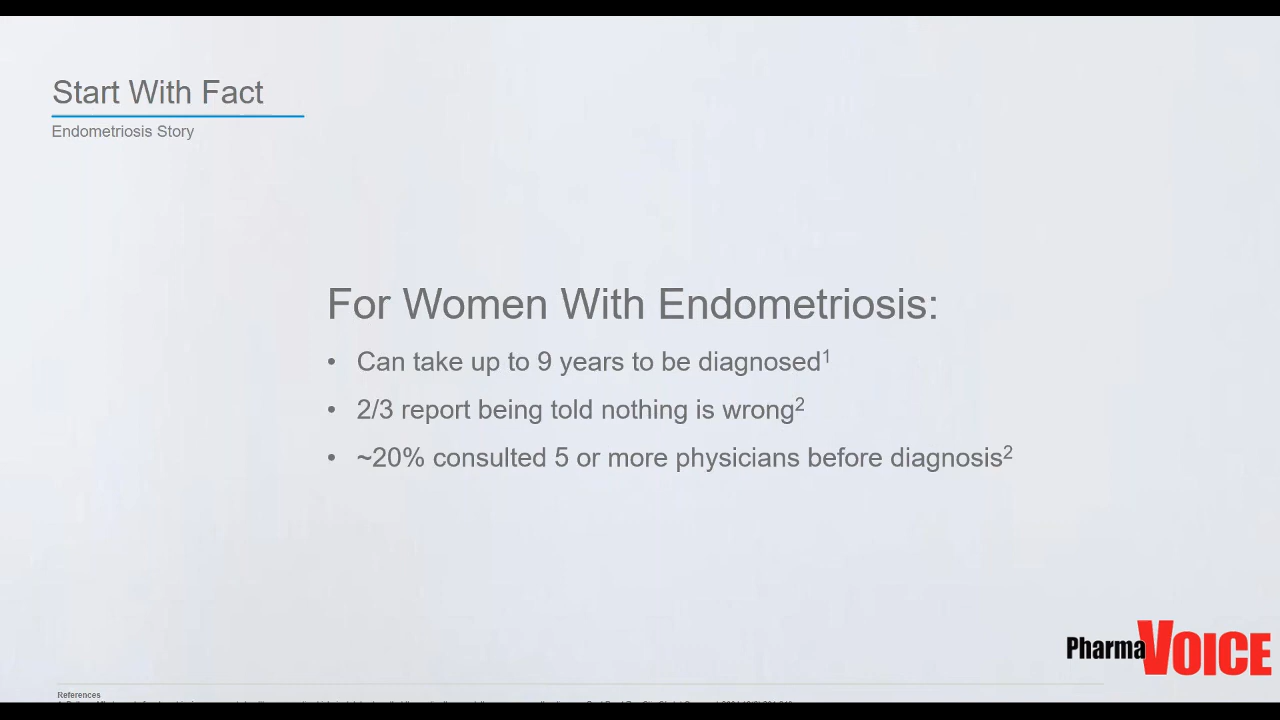 Start With Fact
Endometriosis Story
For Women With Endometriosis:
• Can take up to 9 years to be diagnosed1
• 2/3 report being told nothing is wrong2
• ~20% consulted 5 or more physicians before diagnosis2
PharmaVOICE
References